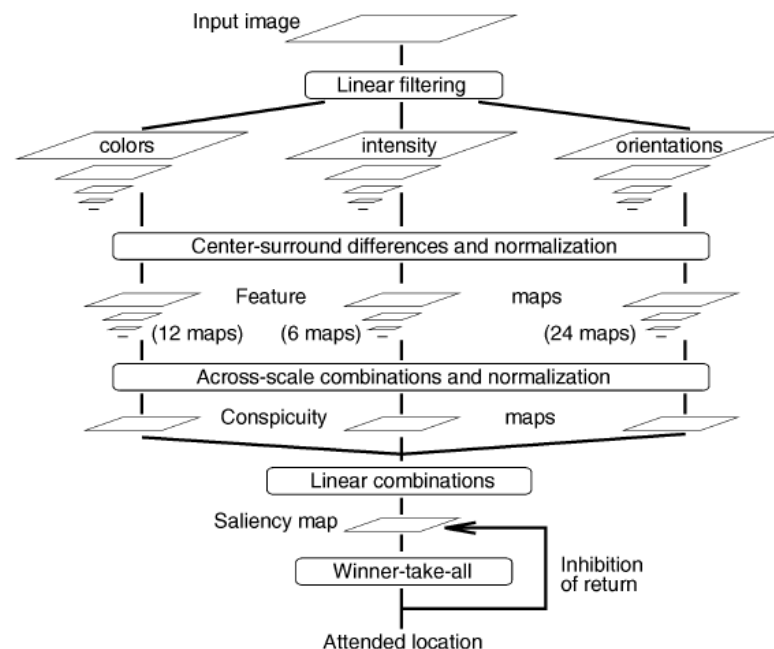 Input image
Linear filtering
colors intensity orientations
Center-surround differences and normalization
Feature maps
(12 maps) (6 maps) (24 maps)
Across-scale combinations and normalization
Conspicuity maps
Linear combinations
Saliency map
Winner-take-all
Inhibition
of return
Attended location